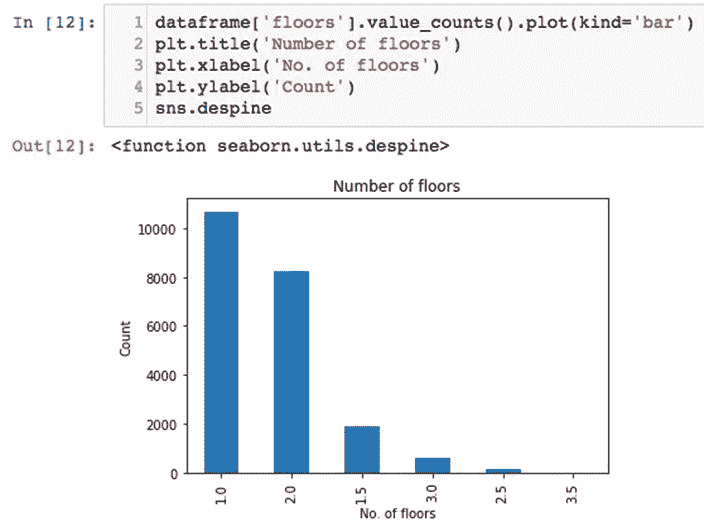 In [12]:
1 dataframe['floors'].value_counts().plot(kind='bar')
2 plt.title('Number of floors')
3 plt.xlabel('No. of floors')
4 plt.ylabel('Count')
5 sns.despine
Out[12]: <function seaborn.utils.despine>
Number of floors
10000
8000
6000
4000
2000
0
Count
1.0
2.0
1.5
3.0
2.5
3.5
No. of floors